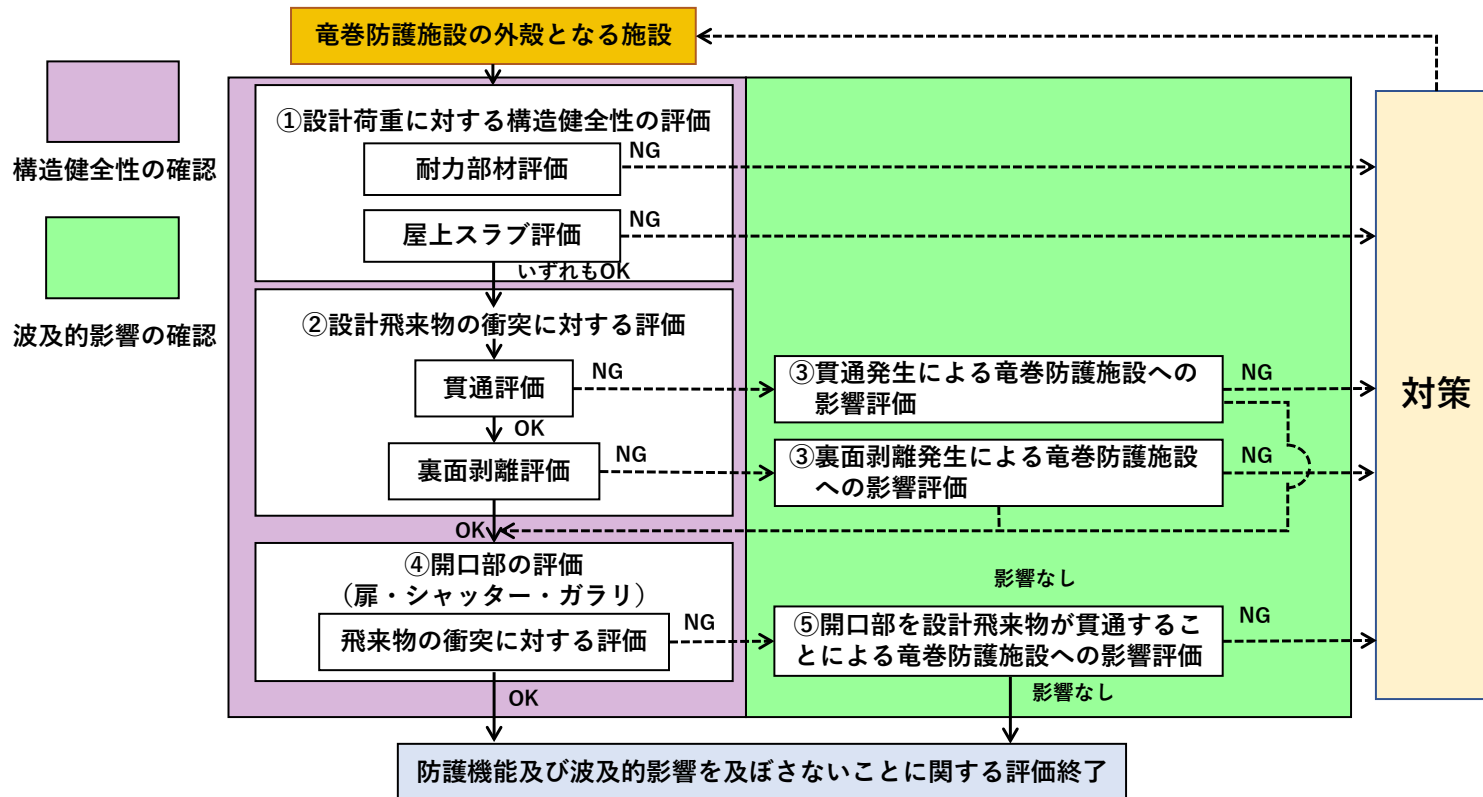 竜巻防護施設の外殻となる施設
構造健全性の確認
波及的影響の確認
①設計荷重に対する構造健全性の評価
耐力部材評価
NG
屋上スラブ評価
NG
いずれもOK
②設計飛来物の衝突に対する評価
貫通評価
NG
OK
裏面剥離評価
NG
OK
③貫通発生による竜巻防護施設への
影響評価
NG
③裏面剥離発生による竜巻防護施設
への影響評価
NG
対策
④開口部の評価
（扉・シャッター・ガラリ）
飛来物の衝突に対する評価
NG
OK
影響なし
⑤開口部を設計飛来物が貫通するこ
とによる竜巻防護施設への影響評価
NG
影響なし
防護機能及び波及的影響を及ぼさないことに関する評価終了